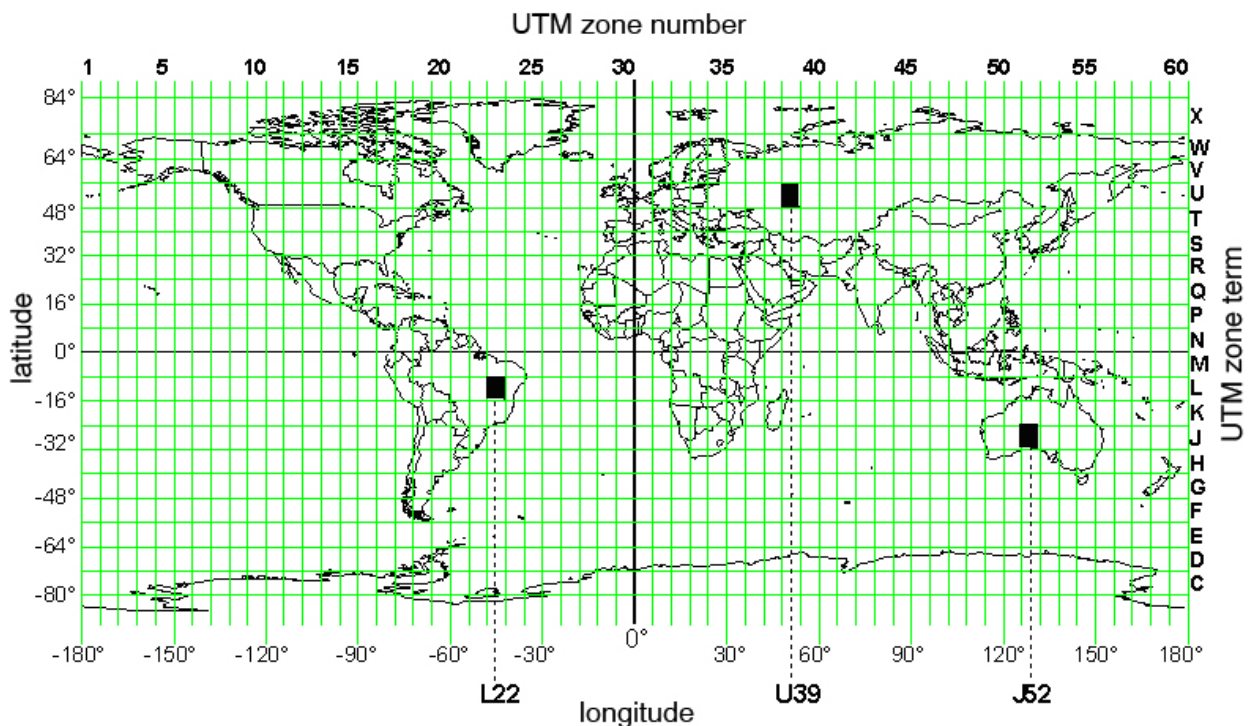 UTM zone number
1 5 10 15 20 25 30 35 40 45 50 55 60
84°
X
W
64°
V
U
48°
T
S
32°
R
Q
16°
P
N
0°
M
L
-16°
K
-32°
J
H
G
-48°
F
E
-64°
D
C
-80°
latitude
UTM zone term
-180° -150° -120° -90° -60° -30° 0° 30° 60° 90° 120° 150° 180°
L22 U39 J52
longitude